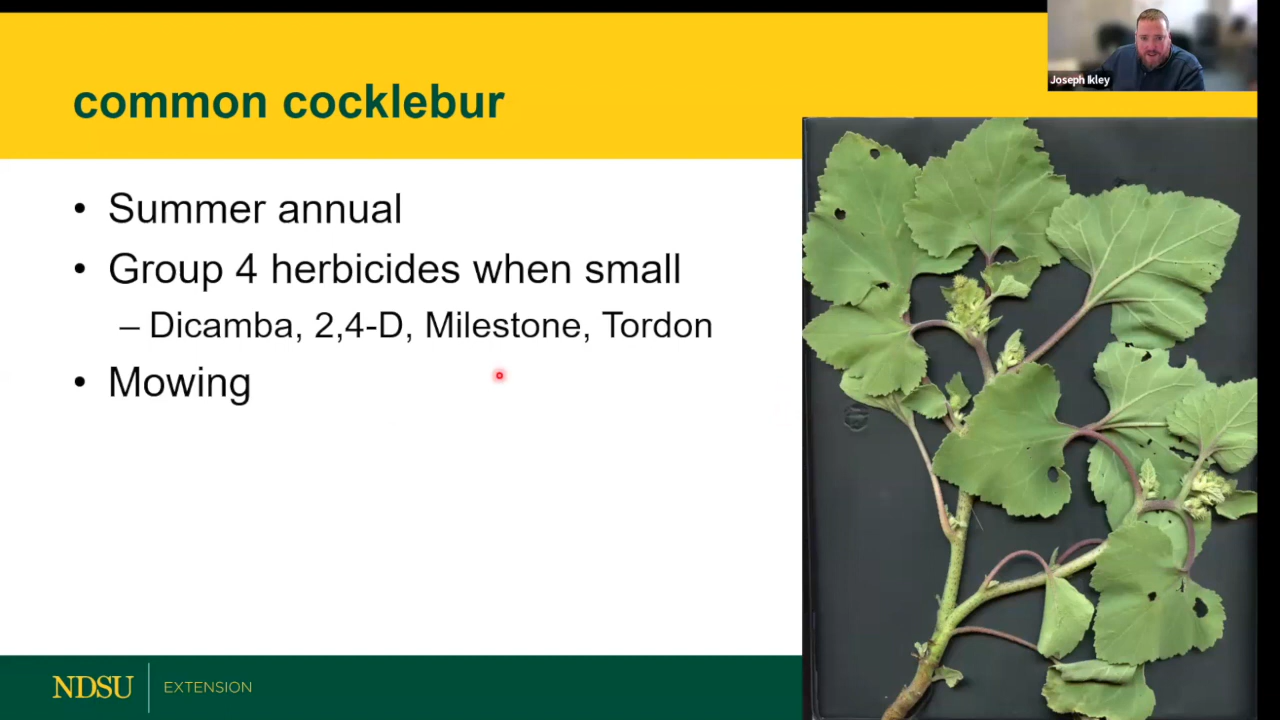 Joseph Ikley
common cocklebur
• Summer annual
• Group 4 herbicides when small
– Dicamba, 2,4-D, Milestone, Tordon
• Mowing
NDSU EXTENSION